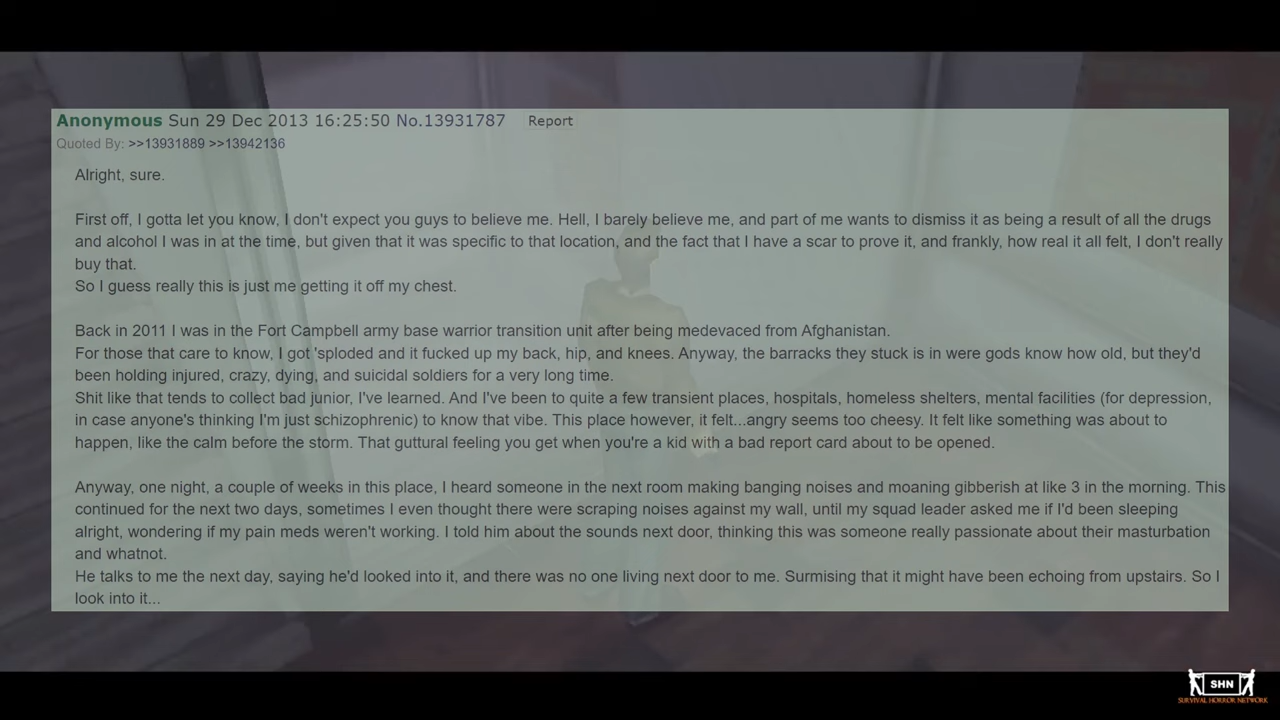 Anonymous Sun 29 Dec 2013 16:25:50 No.13931787 Report
Quoted By: >>13931889 >>13942136
Alright, sure.
First off, I gotta let you know, I don't expect you guys to believe me. Hell, I barely believe me, and part of me wants to dismiss it as being a result of all the drugs
and alcohol I was in at the time, but given that it was specific to that location, and the fact that I have a scar to prove it, and frankly, how real it all felt, I don't really
buy that.
So I guess really this is just me getting it off my chest.
Back in 2011 I was in the Fort Campbell army base warrior transition unit after being medevaced from Afghanistan.
For those that care to know, I got 'sploded and it fucked up my back, hip, and knees. Anyway, the barracks they stuck is in were gods know how old, but they'd
been holding injured, crazy, dying, and suicidal soldiers for a very long time.
Shit like that tends to collect bad junior, I've learned. And I've been to quite a few transient places, hospitals, homeless shelters, mental facilities (for depression,
in case anyone's thinking I'm just schizophrenic) to know that vibe. This place however, it felt...angry seems too cheesy. It felt like something was about to
happen, like the calm before the storm. That guttural feeling you get when you're a kid with a bad report card about to be opened.
Anyway, one night, a couple of weeks in this place, I heard someone in the next room making banging noises and moaning gibberish at like 3 in the morning. This
continued for the next two days, sometimes I even thought there were scraping noises against my wall, until my squad leader asked me if I'd been sleeping
alright, wondering if my pain meds weren't working. I told him about the sounds next door, thinking this was someone really passionate about their masturbation
and whatnot.
He talks to me the next day, saying he'd looked into it, and there was no one living next door to me. Surmising that it might have been echoing from upstairs. So I
look into it...
SHN
SURVIVAL HORROR NETWORK